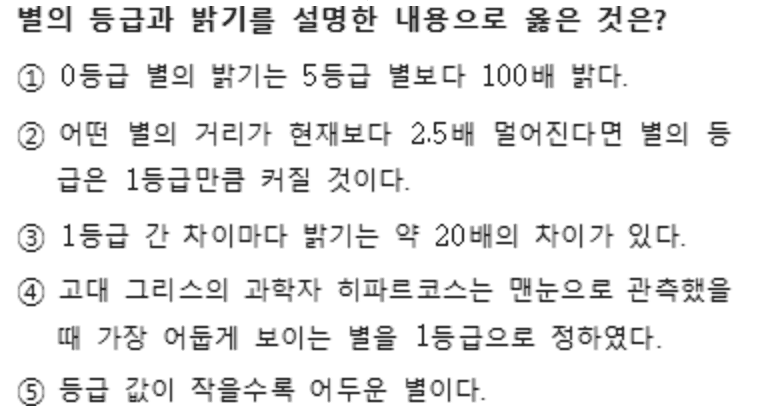 별의 등급과 밝기를 설명한 내용으로 옳은 것은?
① 0등급 별의 밝기는 5등급 별보다 100배 밝다.
② 어떤 별의 거리가 현재보다 2.5배 멀어진다면 별의 등
급은 1등급만큼 커질 것이다.
③ 1등급 간 차이마다 밝기는 약 20배의 차이가 있다.
④ 고대 그리스의 과학자 히파르코스는 맨눈으로 관측했을
때 가장 어둡게 보이는 별을 1등급으로 정하였다.
⑤ 등급 값이 작을수록 어두운 별이다.